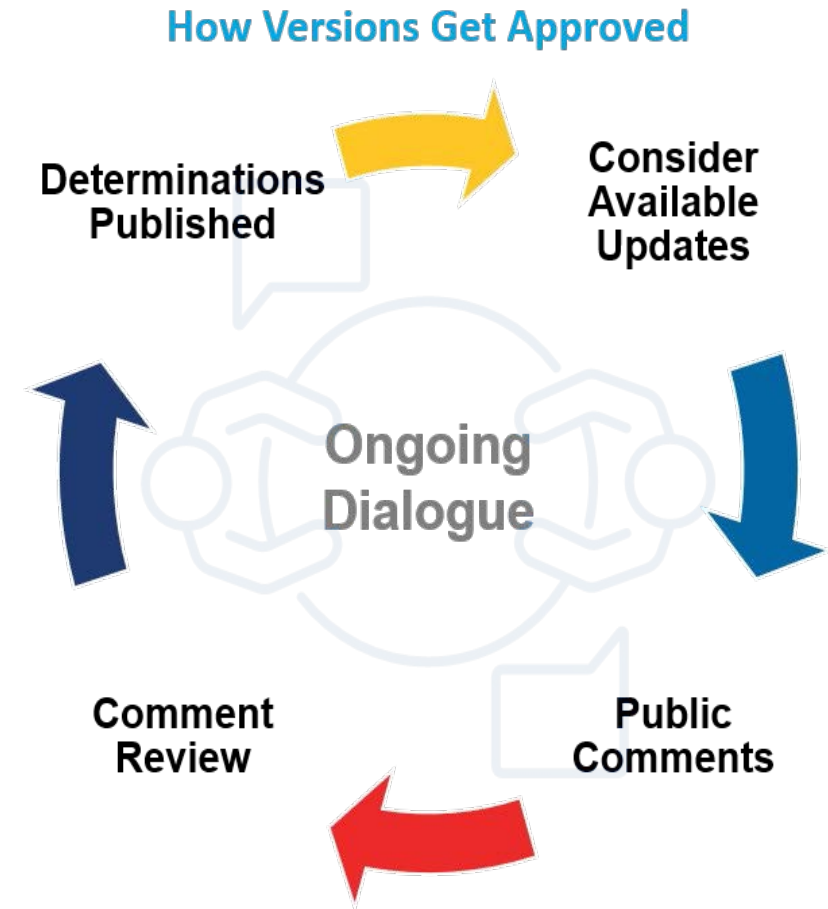 How Versions Get Approved
Determinations
Published
Consider
Available
Updates
Ongoing
Dialogue
Comment
Review
Public
Comments